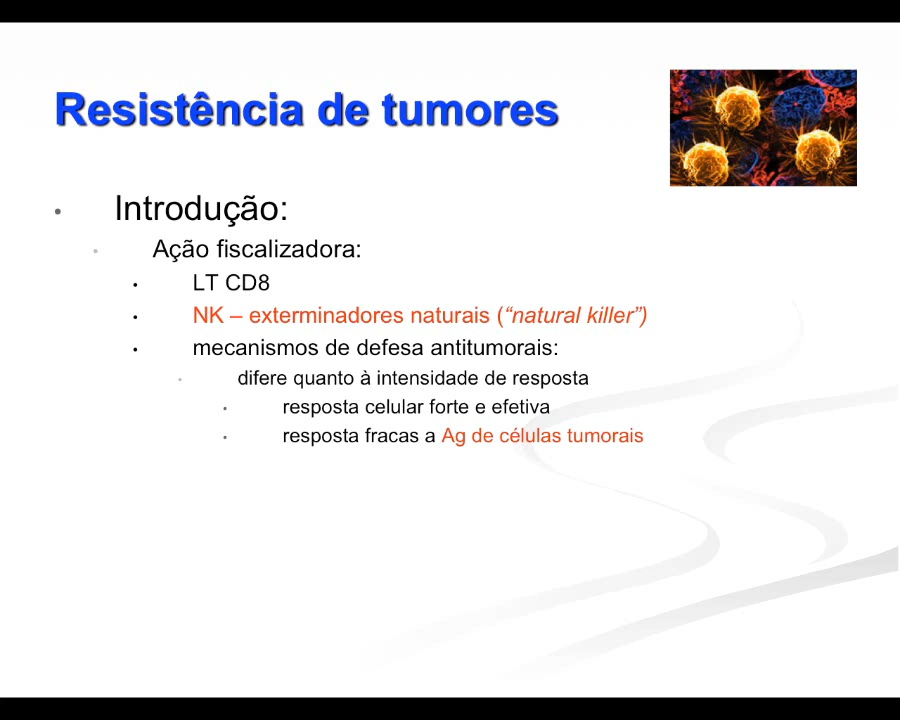 Resistência de tumores
• Introdução:
• Ação fiscalizadora:
• LT CD8
• NK – exterminadores naturais (“natural killer”)
• mecanismos de defesa antitumorais:
• difere quanto à intensidade de resposta
• resposta celular forte e efetiva
• resposta fracas a Ag de células tumorais